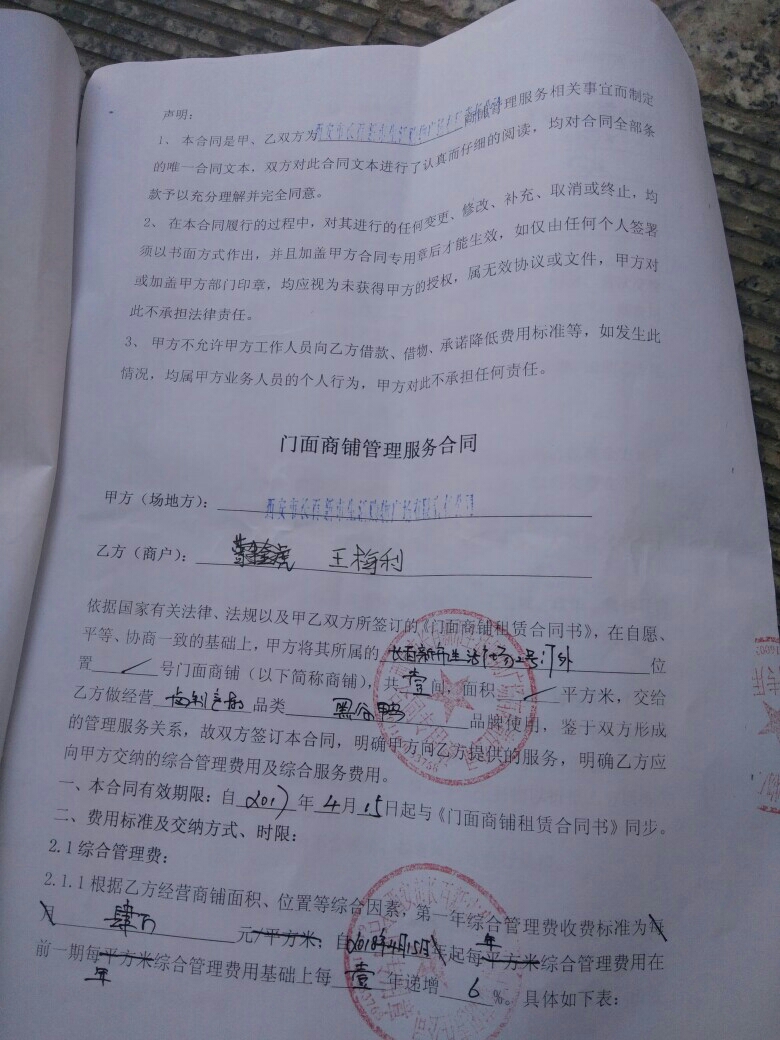 声明：
1、本合同是甲、乙双方为西安市长百新市生活购物广场有限公司商铺管理服务相关事宜而制定
的唯一合同文本，双方对此合同文本进行了认真而仔细的阅读，均对合同全部条
款予以充分理解并完全同意。
2、在本合同履行的过程中，对其进行的任何变更、修改、补充、取消或终止，均
须以书面方式作出，并且加盖甲方合同专用章后才能生效，如仅由任何个人签署
或加盖甲方部门印章，均应视为未获得甲方的授权，属无效协议或文件，甲方对
此不承担法律责任。
3、甲方不允许甲方工作人员向乙方借款、借物、承诺降低费用标准等，如发生此
情况，均属甲方业务人员的个人行为，甲方对此不承担任何责任。
门面商铺管理服务合同
甲方（场地方）：
乙方（商户）： 王梅利
依据国家有关法律、法规以及甲乙双方所签订的《门面商铺租赁合同书》，在自愿、
平等、协商一致的基础上，甲方将其所属的 位
置 / 号门面商铺（以下简称商铺），共 壹 间，面积 / 平方米，交给
乙方做经营 品类 品牌使用，鉴于双方形成
的管理服务关系，故双方签订本合同，明确甲方向乙方提供的服务，明确乙方应
向甲方交纳的综合管理费用及综合服务费用。
一、本合同有效期限：自 2017 年 4 月 15 日起与《门面商铺租赁合同书》同步。
二、费用标准及交纳方式、时限：
2.1 综合管理费：
2.1.1 根据乙方经营商铺面积、位置等综合因素，第一年综合管理费收费标准为每
月 肆万 元/平方米；自2018年4月15日年起每平方米年综合管理费用在
前一期每平方米年综合管理费用基础上每 壹 年递增 6 %。具体如下表：